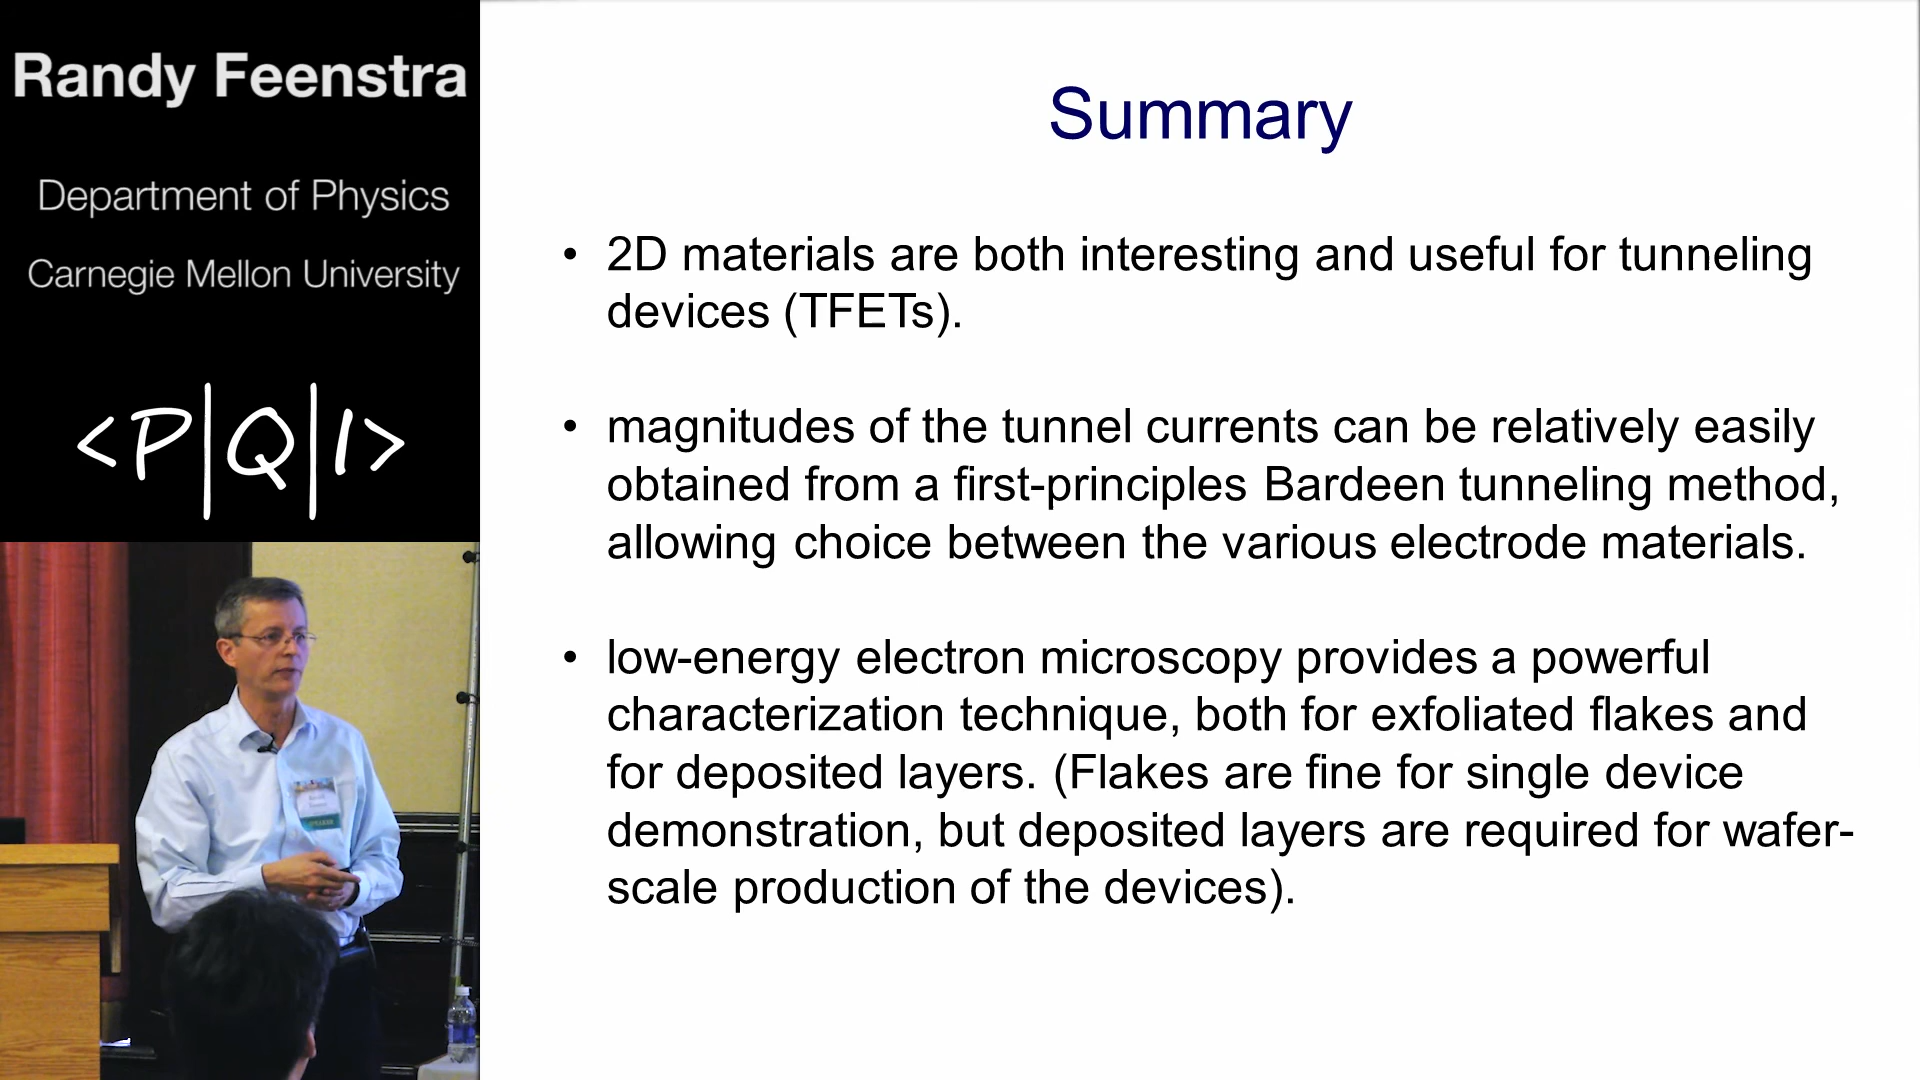 Randy Feenstra
Department of Physics
Carnegie Mellon University
<P|Q|I>
Summary
• 2D materials are both interesting and useful for tunneling
devices (TFETs).
• magnitudes of the tunnel currents can be relatively easily
obtained from a first-principles Bardeen tunneling method,
allowing choice between the various electrode materials.
• low-energy electron microscopy provides a powerful
characterization technique, both for exfoliated flakes and
for deposited layers. (Flakes are fine for single device
demonstration, but deposited layers are required for wafer-
scale production of the devices).